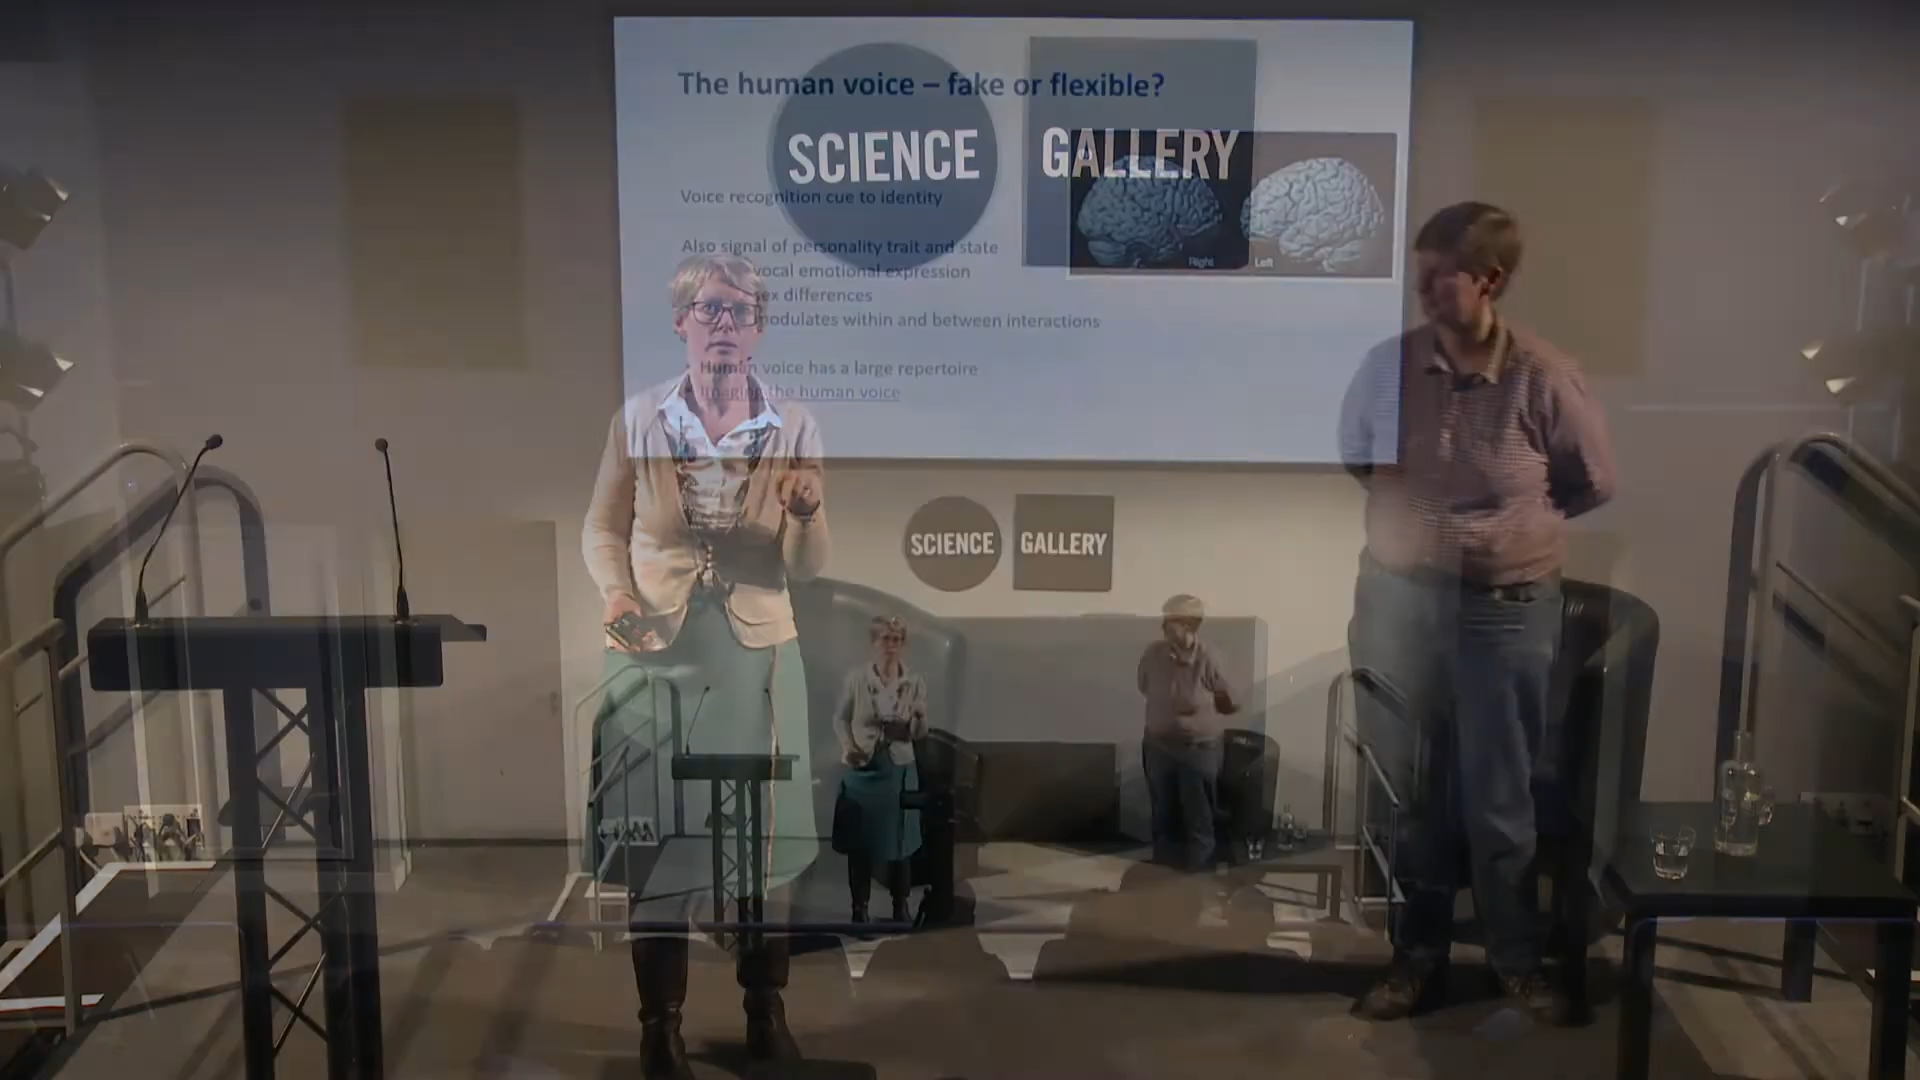 The human voice – fake or flexible?
SCIENCE GALLERY
Voice recognition cue to identity
Also signal of personality trait and state
vocal emotional expression
sex differences
modulates within and between interactions
Right Left
Human voice has a large repertoire
Imaging the human voice
SCIENCE GALLERY